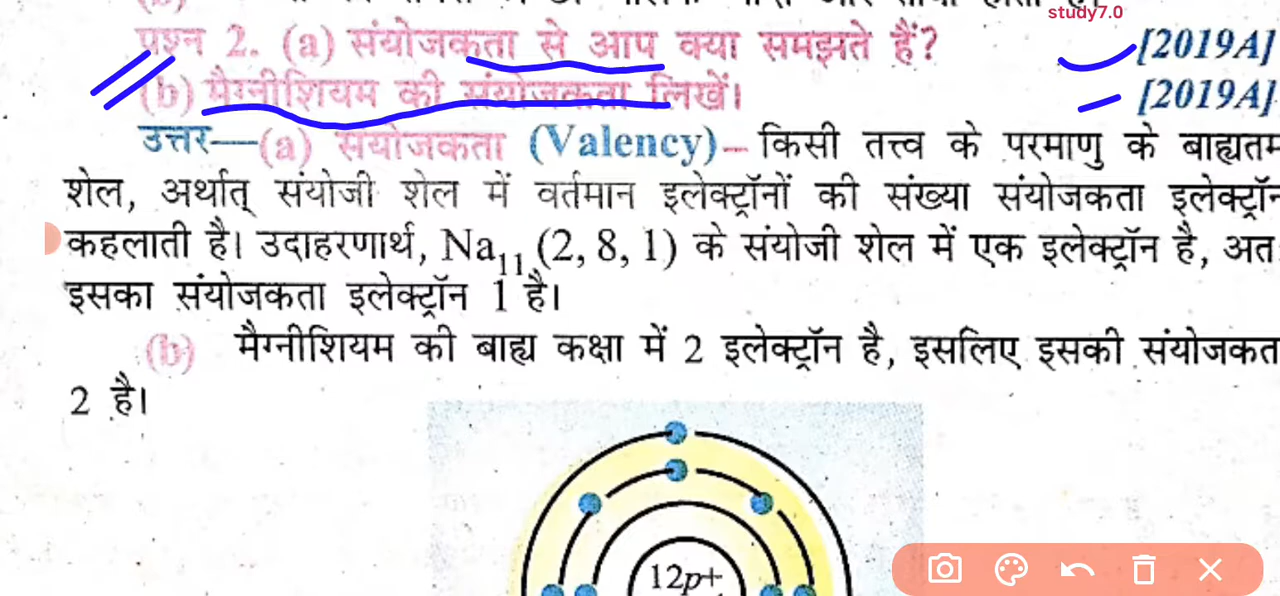 study7.0
प्रश्न 2. (a) संयोजकता से आप क्या समझते हैं? [2019A]
(b) मैग्नीशियम की संयोजकता लिखें। [2019A]
उत्तर—(a) संयोजकता (Valency)– किसी तत्त्व के परमाणु के बाह्यतम
शेल, अर्थात् संयोजी शेल में वर्तमान इलेक्ट्रॉनों की संख्या संयोजकता इलेक्ट्रॉन
कहलाती है। उदाहरणार्थ, Na₁₁ (2, 8, 1) के संयोजी शेल में एक इलेक्ट्रॉन है, अत
इसका संयोजकता इलेक्ट्रॉन 1 है।
(b) मैग्नीशियम की बाह्य कक्षा में 2 इलेक्ट्रॉन है, इसलिए इसकी संयोजकत
2 है।
12p+